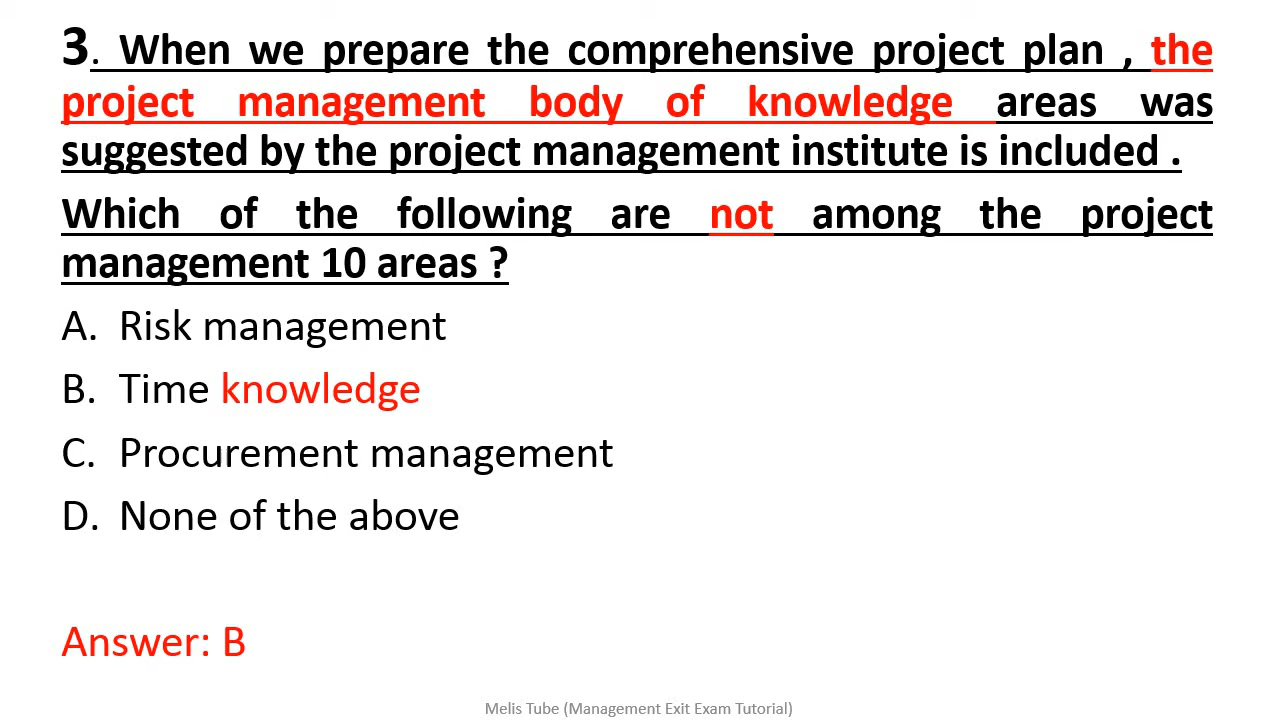 3. When we prepare the comprehensive project plan , the
project management body of knowledge areas was
suggested by the project management institute is included .
Which of the following are not among the project
management 10 areas ?
A. Risk management
B. Time knowledge
C. Procurement management
D. None of the above
Answer: B
Melis Tube (Management Exit Exam Tutorial)